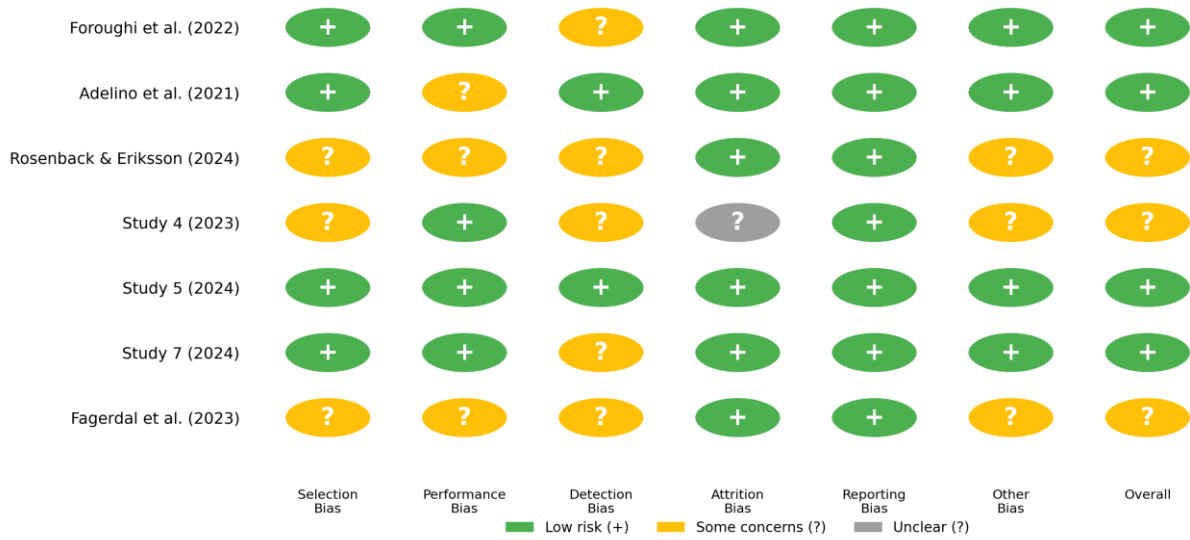 Foroughi et al. (2022) + + ? + + + +
Adelino et al. (2021) + ? + + + + +
Rosenback & Eriksson (2024) ? ? ? + + ? ?
Study 4 (2023) ? + ? ? + ? ?
Study 5 (2024) + + + + + + +
Study 7 (2024) + + ? + + + +
Fagerdal et al. (2023) ? ? ? + + ? ?
Selection Bias
Performance Bias
Detection Bias
Attrition Bias
Reporting Bias
Other Bias
Overall
Low risk (+) Some concerns (?) Unclear (?)